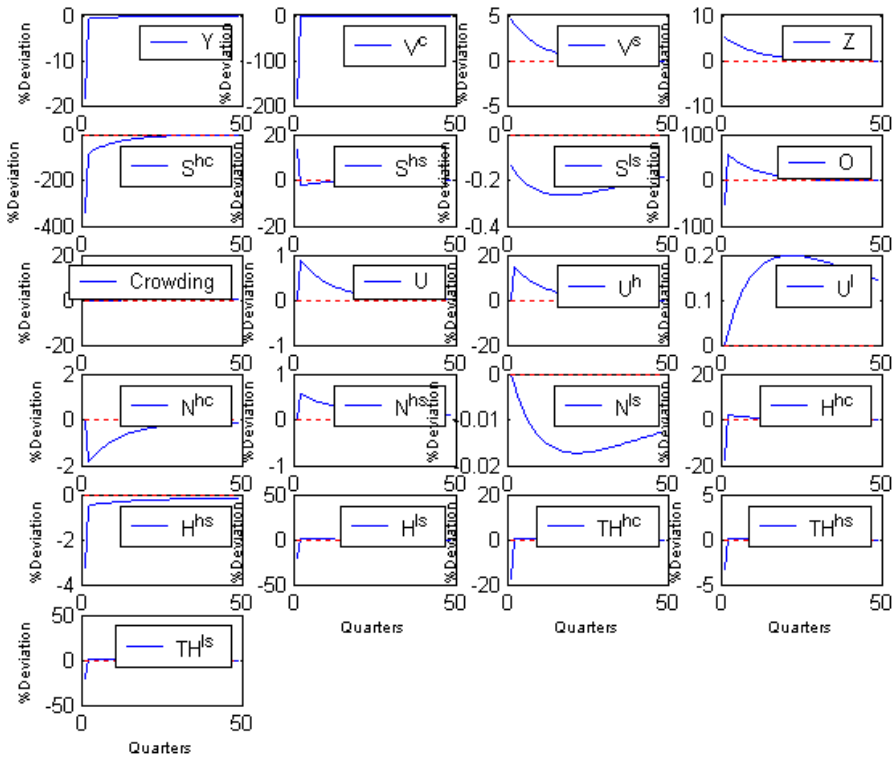 0
-10
-20
0 50
%Deviation
Y
0
-100
-200
0 50
%Deviation
V^c
5
0
-5
0 50
%Deviation
V^s
10
0
-10
0 50
%Deviation
Z
0
-200
-400
0 50
%Deviation
S^hc
20
0
-20
0 50
%Deviation
S^hs
0
-0.2
-0.4
0 50
%Deviation
S^ls
100
0
-100
0 50
%Deviation
O
20
0
-20
0 50
%Deviation
Crowding
1
0
-1
0 50
%Deviation
U
20
0
-20
0 50
%Deviation
U^h
0.2
0.1
0
0 50
%Deviation
U^l
2
0
-2
0 50
%Deviation
N^hc
1
0
-1
0 50
%Deviation
N^hs
0
-0.01
-0.02
0 50
%Deviation
N^ls
20
0
-20
0 50
%Deviation
H^hc
0
-2
-4
0 50
%Deviation
H^hs
50
0
-50
0 50
%Deviation
H^ls
Quarters
20
0
-20
0 50
%Deviation
TH^hc
Quarters
5
0
-5
0 50
%Deviation
TH^hs
Quarters
50
0
-50
0 50
%Deviation
TH^ls
Quarters